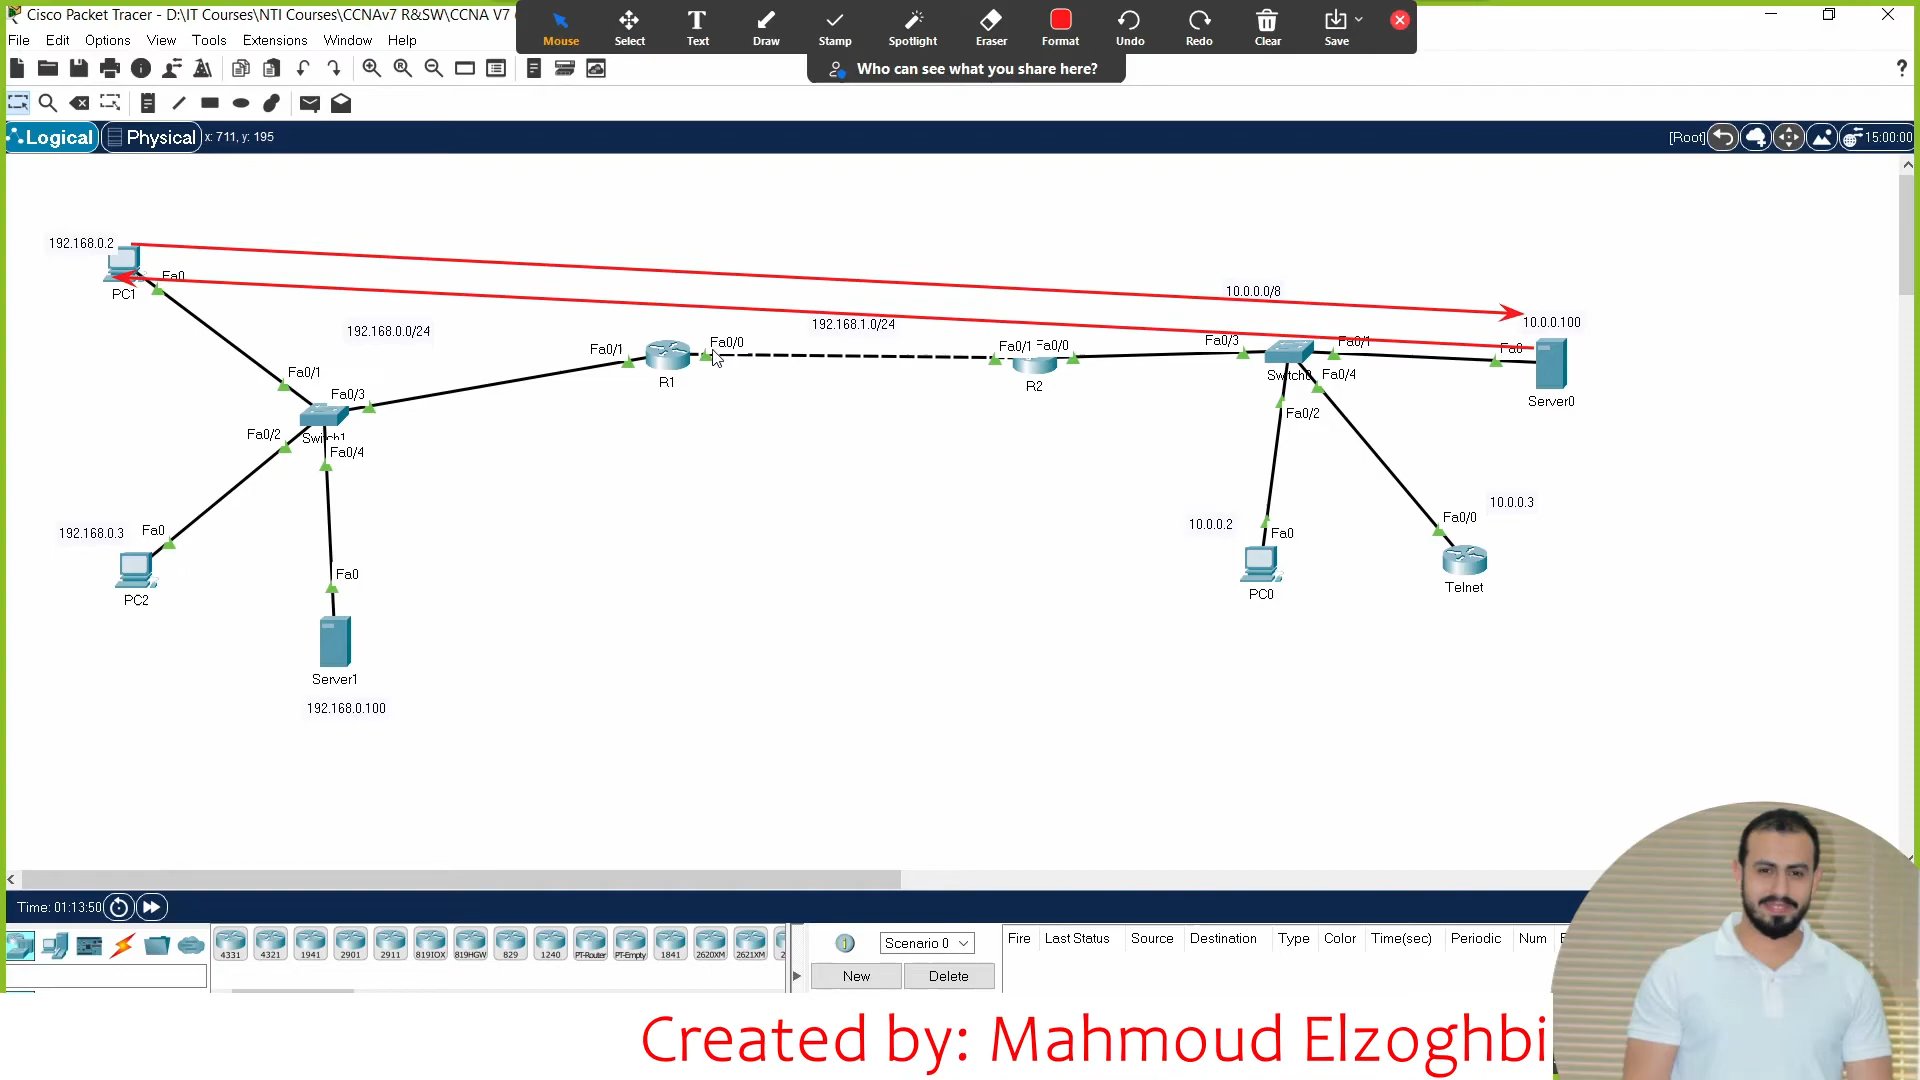 Cisco Packet Tracer - D:\IT Courses\NTI Courses\CCNAv7 R&SW\CCNA V7
Mouse Select Text Draw Stamp Spotlight Eraser Format Undo Redo Clear Save
Who can see what you share here?
File Edit Options View Tools Extensions Window Help
?
Logical Physical x: 711, y: 195 [Root] 15:00:00
192.168.0.2
Fa0
PC1
192.168.0.0/24
192.168.1.0/24
10.0.0.0/8
10.0.0.100
Fa0/1
Fa0/0
R1
Fa0/1 Fa0/0
R2
Fa0/3
Fa0/1
Fa0
Switch0
Fa0/4
Fa0/2
Server0
Fa0/1
Fa0/3
Fa0/2
Switch1
Fa0/4
192.168.0.3
Fa0
PC2
Fa0
Server1
192.168.0.100
10.0.0.2
Fa0
PC0
10.0.0.3
Fa0/0
Telnet
Time: 01:13:50
4331 4321 1941 2901 2911 819IOX 819HGW 829 1240 PT-Router PT-Empty 1841 2620XM 2621XM
1 Scenario 0
New Delete
Fire Last Status Source Destination Type Color Time(sec) Periodic Num
Created by: Mahmoud Elzoghbi